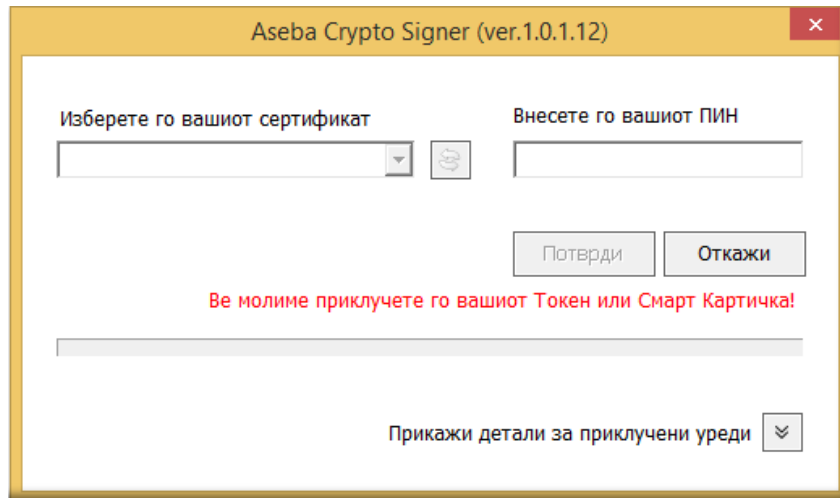 Aseba Crypto Signer (ver.1.0.1.12)
Изберете го вашиот сертификат
Внесете го вашиот ПИН
Потврди
Откажи
Ве молиме приклучете го вашиот Токен или Смарт Картичка!
Прикажи детали за приклучени уреди